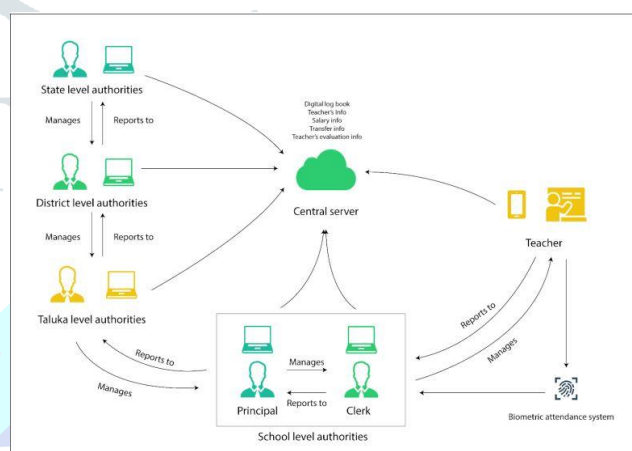 State level authorities
Manages
Reports to
District level authorities
Manages
Reports to
Taluka level authorities
Manages
Reports to
Digital log book
Teacher's Info
Salary info
Transfer info
Teacher's evaluation info
Central server
Teacher
Reports to
Manages
Biometric attendance system
Manages
Reports to
Principal
Clerk
School level authorities